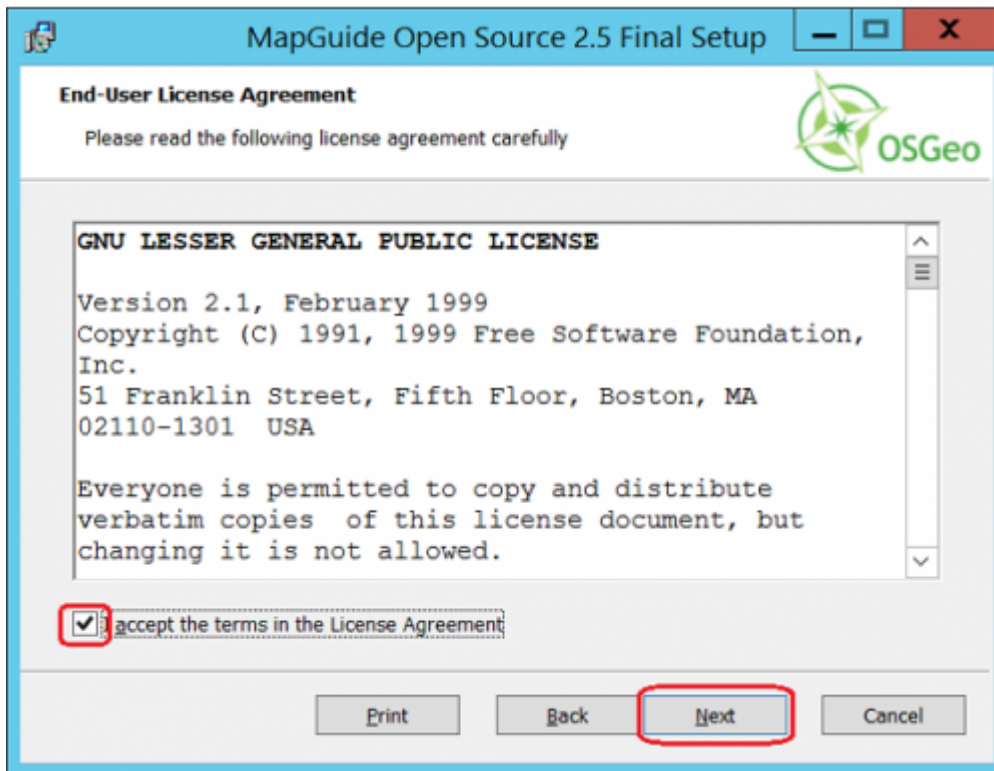 MapGuide Open Source 2.5 Final Setup
End-User License Agreement
Please read the following license agreement carefully
OSGeo
GNU LESSER GENERAL PUBLIC LICENSE
Version 2.1, February 1999
Copyright (C) 1991, 1999 Free Software Foundation,
Inc.
51 Franklin Street, Fifth Floor, Boston, MA
02110-1301  USA
Everyone is permitted to copy and distribute
verbatim copies  of this license document, but
changing it is not allowed.
I accept the terms in the License Agreement
Print Back Next Cancel